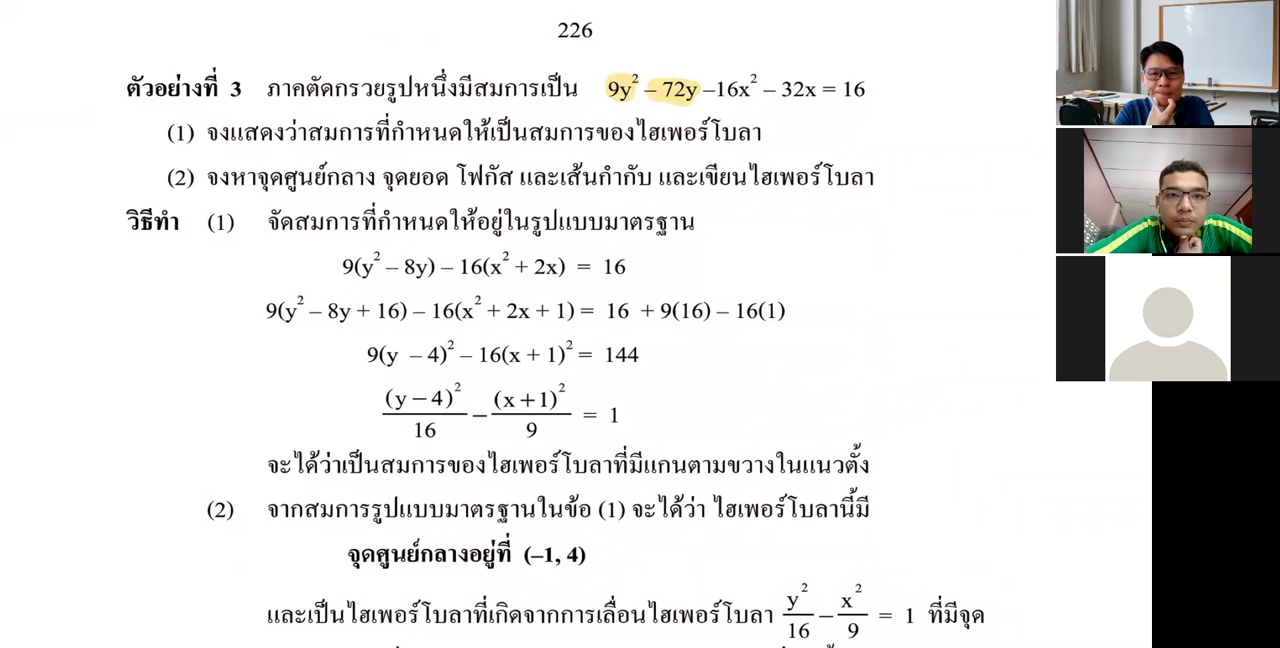 226
ตัวอย่างที่ 3 ภาคตัดกรวยรูปหนึ่งมีสมการเป็น 9y² – 72y –16x² – 32x = 16
(1) จงแสดงว่าสมการที่กำหนดให้เป็นสมการของไฮเพอร์โบลา
(2) จงหาจุดศูนย์กลาง จุดยอด โฟกัส และเส้นกำกับ และเขียนไฮเพอร์โบลา
วิธีทำ (1) จัดสมการที่กำหนดให้อยู่ในรูปแบบมาตรฐาน
9(y² – 8y) – 16(x² + 2x) = 16
9(y² – 8y + 16) – 16(x² + 2x + 1) = 16 + 9(16) – 16(1)
9(y – 4)² – 16(x + 1)² = 144
(y – 4)²/16 – (x + 1)²/9 = 1
จะได้ว่าเป็นสมการของไฮเพอร์โบลาที่มีแกนตามขวางในแนวตั้ง
(2) จากสมการรูปแบบมาตรฐานในข้อ (1) จะได้ว่า ไฮเพอร์โบลานี้มี
จุดศูนย์กลางอยู่ที่ (–1, 4)
และเป็นไฮเพอร์โบลาที่เกิดจากการเลื่อนไฮเพอร์โบลา y²/16 – x²/9 = 1 ที่มีจุด